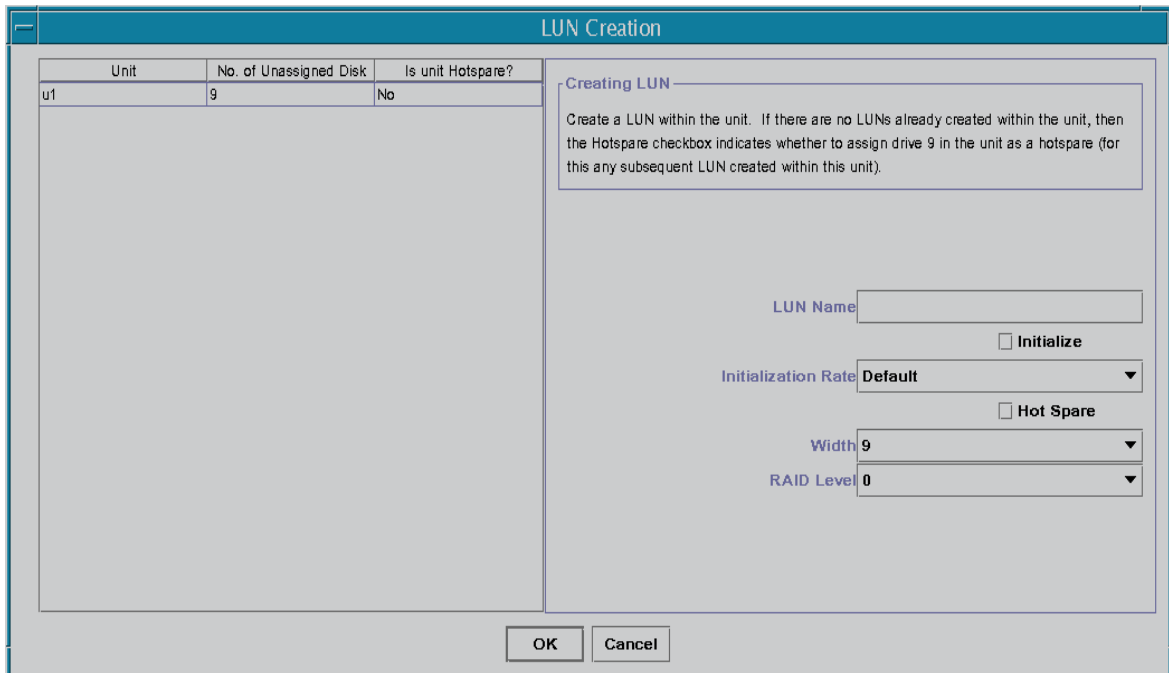 LUN Creation
Unit No. of Unassigned Disk Is unit Hotspare?
u1 9 No
Creating LUN
Create a LUN within the unit. If there are no LUNs already created within the unit, then
the Hotspare checkbox indicates whether to assign drive 9 in the unit as a hotspare (for
this any subsequent LUN created within this unit).
LUN Name
Initialize
Initialization Rate Default
Hot Spare
Width 9
RAID Level 0
OK Cancel